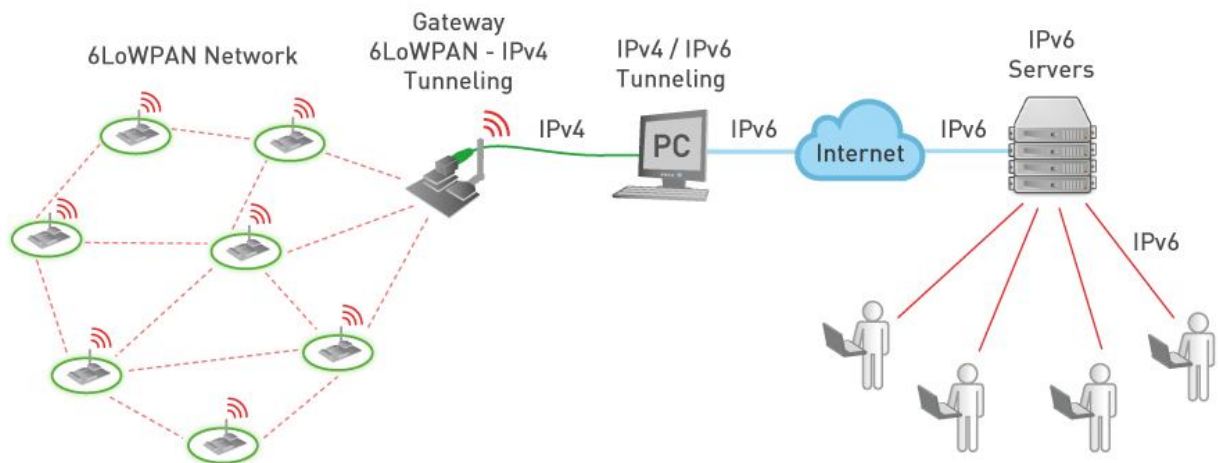 6LoWPAN Network
Gateway
6LoWPAN - IPv4
Tunneling
IPv4 / IPv6
Tunneling
IPv6
Servers
IPv4
PC
IPv6
Internet
IPv6
IPv6